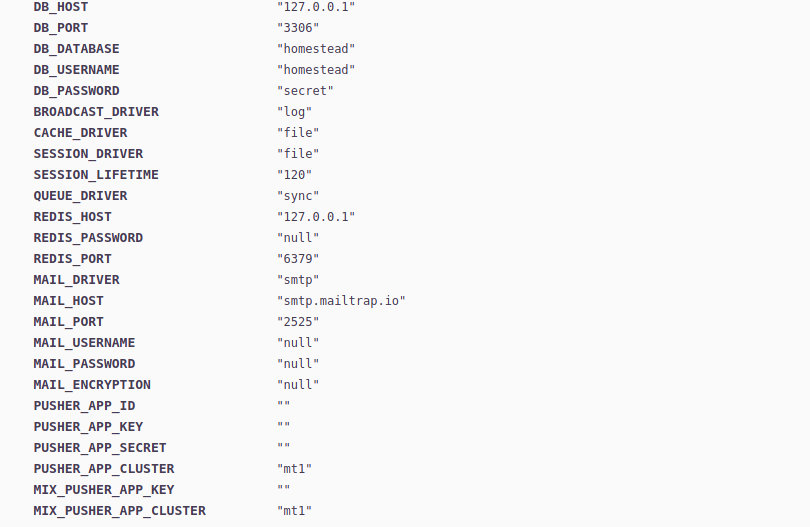 DB_HOST "127.0.0.1"
DB_PORT "3306"
DB_DATABASE "homestead"
DB_USERNAME "homestead"
DB_PASSWORD "secret"
BROADCAST_DRIVER "log"
CACHE_DRIVER "file"
SESSION_DRIVER "file"
SESSION_LIFETIME "120"
QUEUE_DRIVER "sync"
REDIS_HOST "127.0.0.1"
REDIS_PASSWORD "null"
REDIS_PORT "6379"
MAIL_DRIVER "smtp"
MAIL_HOST "smtp.mailtrap.io"
MAIL_PORT "2525"
MAIL_USERNAME "null"
MAIL_PASSWORD "null"
MAIL_ENCRYPTION "null"
PUSHER_APP_ID ""
PUSHER_APP_KEY ""
PUSHER_APP_SECRET ""
PUSHER_APP_CLUSTER "mt1"
MIX_PUSHER_APP_KEY ""
MIX_PUSHER_APP_CLUSTER "mt1"